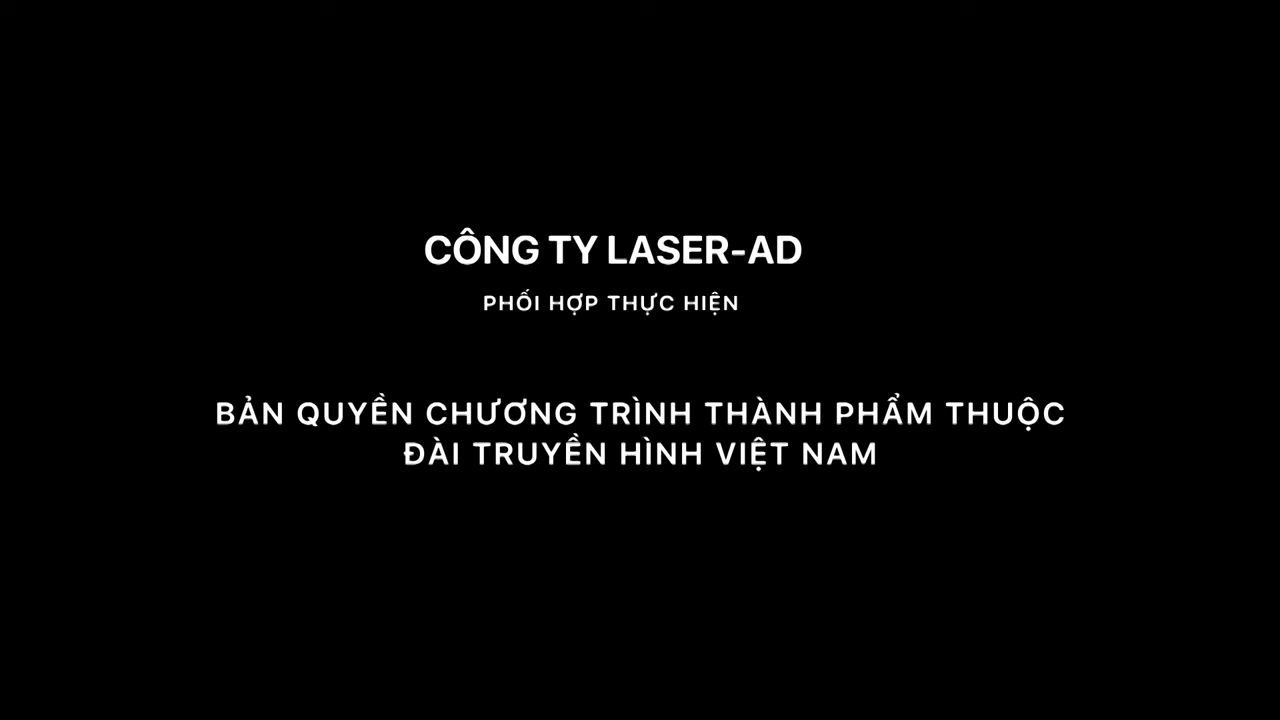 CÔNG TY LASER-AD
PHỐI HỢP THỰC HIỆN
BẢN QUYỀN CHƯƠNG TRÌNH THÀNH PHẨM THUỘC
ĐÀI TRUYỀN HÌNH VIỆT NAM